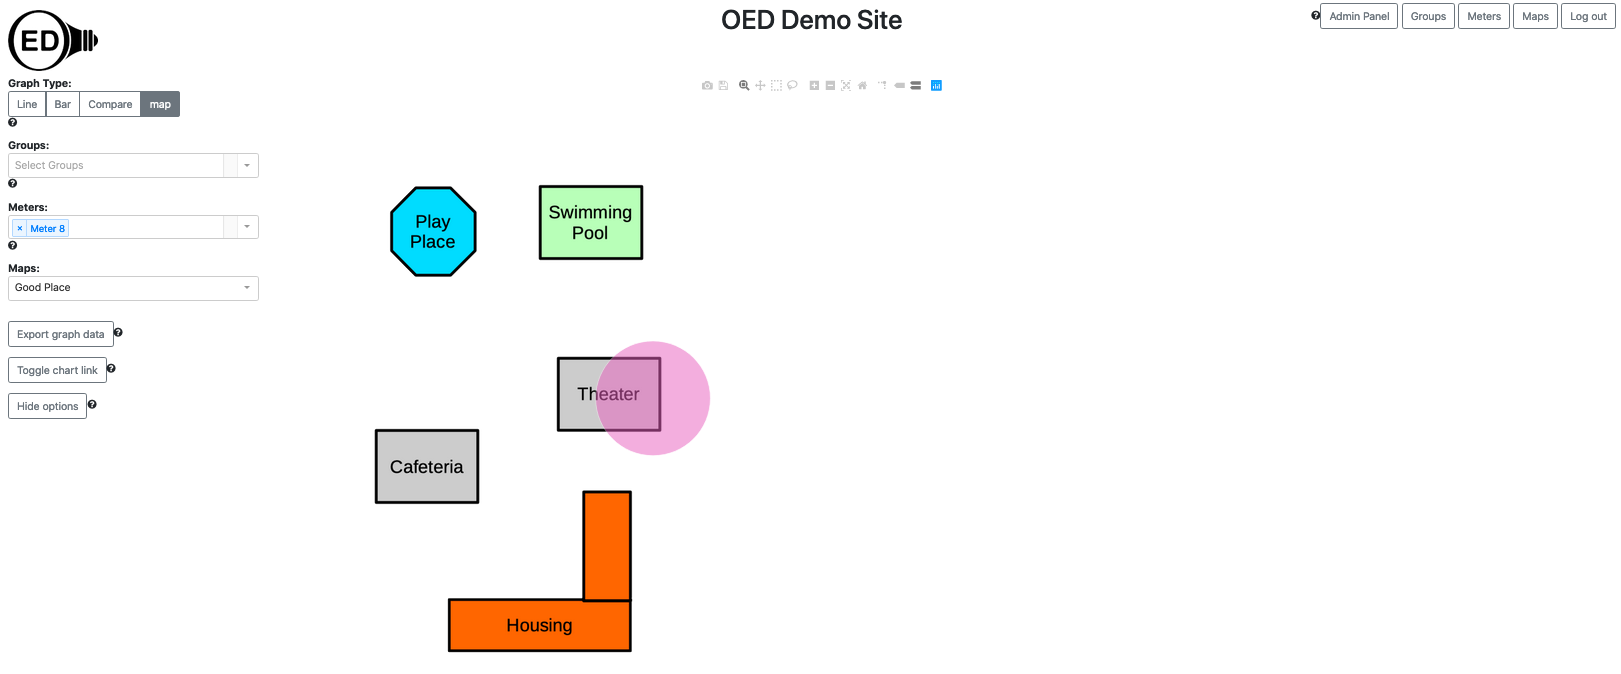 OED Demo Site
Admin Panel
Groups
Meters
Maps
Log out
ED
Graph Type:
Line
Bar
Compare
map
Groups:
Select Groups
Meters:
× Meter 8
Maps:
Good Place
Export graph data
Toggle chart link
Hide options
Play
Place
Swimming
Pool
Theater
Cafeteria
Housing